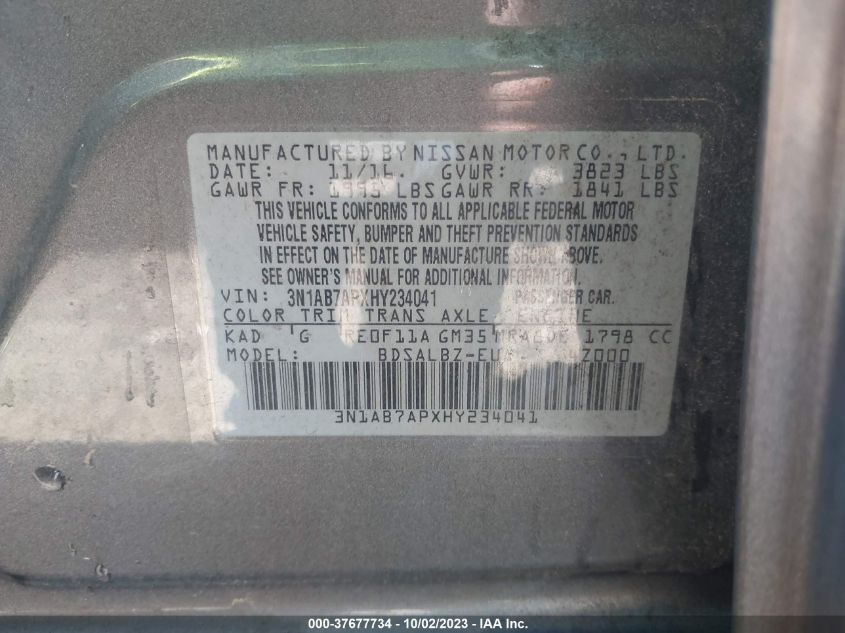 MANUFACTURED BY NISSAN MOTOR CO., LTD.
DATE: 11/16. GVWR: 3823 LBS
GAWR FR: 1995 LBS GAWR RR: 1841 LBS
THIS VEHICLE CONFORMS TO ALL APPLICABLE FEDERAL MOTOR
VEHICLE SAFETY, BUMPER AND THEFT PREVENTION STANDARDS
IN EFFECT ON THE DATE OF MANUFACTURE SHOWN ABOVE.
SEE OWNER'S MANUAL FOR ADDITIONAL INFORMATION.
VIN: 3N1AB7APXHY234041 PASSENGER CAR.
COLOR TRIM TRANS AXLE ENGINE
KAD G RE0F11A GM35 1798 CC
MODEL:
3N1AB7APXHY234041
000-37677734 - 10/02/2023 - IAA Inc.